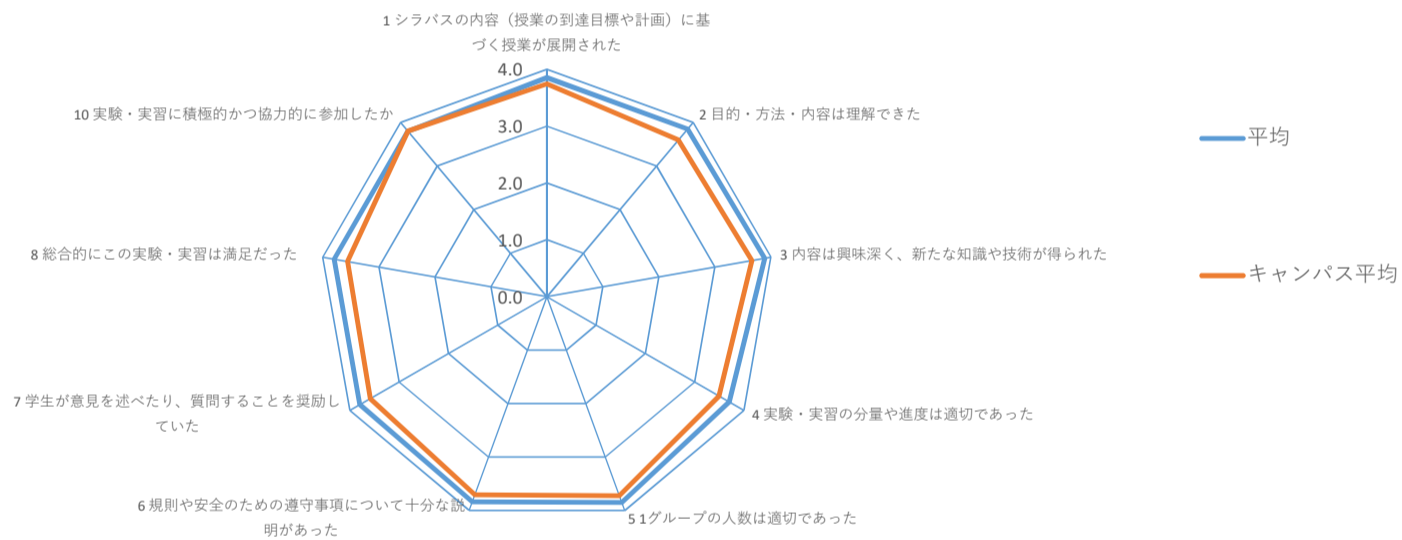 1 シラバスの内容（授業の到達目標や計画）に基
づく授業が展開された
4.0
3.0
2.0
1.0
0.0
2 目的・方法・内容は理解できた
3 内容は興味深く、新たな知識や技術が得られた
4 実験・実習の分量や進度は適切であった
5 1グループの人数は適切であった
6 規則や安全のための遵守事項について十分な説
明があった
7 学生が意見を述べたり、質問することを奨励し
ていた
8 総合的にこの実験・実習は満足だった
10 実験・実習に積極的かつ協力的に参加したか
平均
キャンパス平均